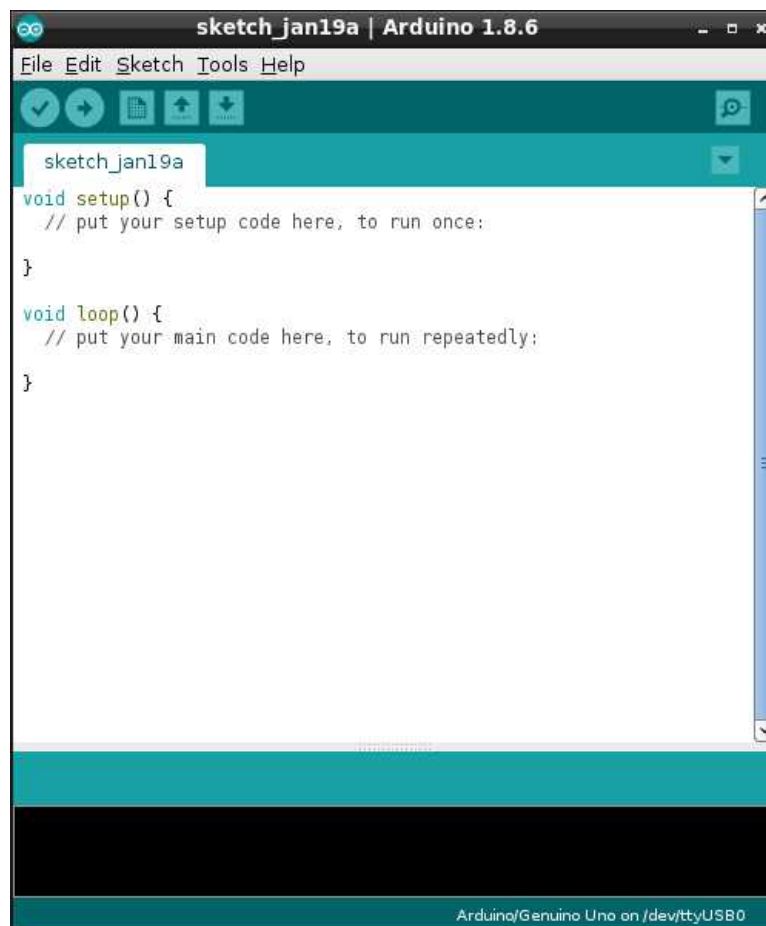 sketch_jan19a | Arduino 1.8.6
File Edit Sketch Tools Help
sketch_jan19a
void setup() {
  // put your setup code here, to run once:
}
void loop() {
  // put your main code here, to run repeatedly:
}
Arduino/Genuino Uno on /dev/ttyUSB0